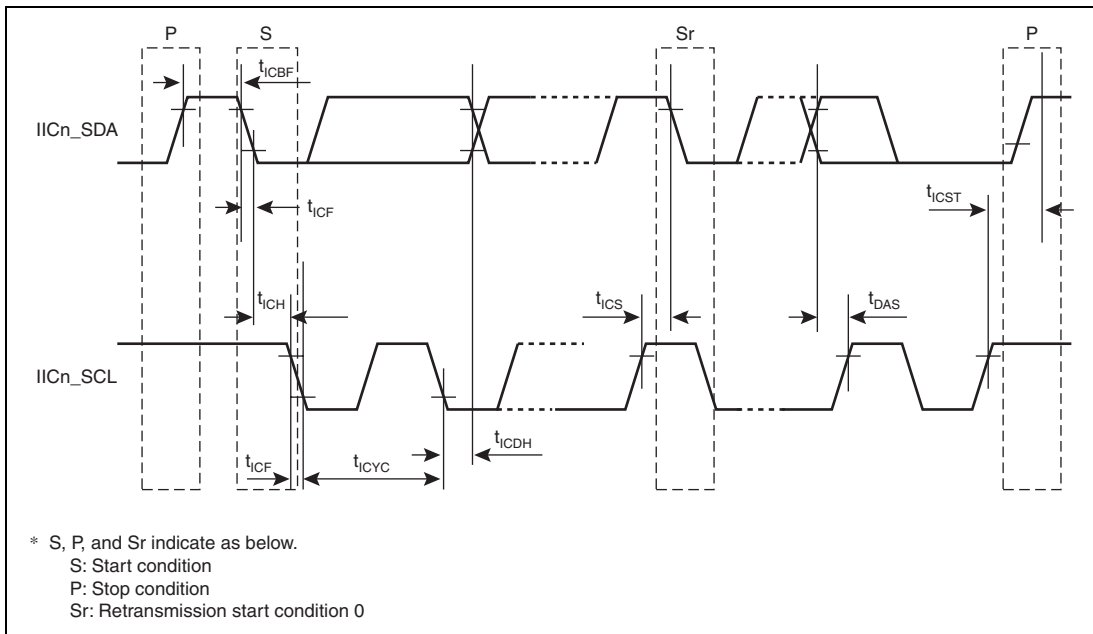 P S Sr P
tICBF
IICn_SDA
tICF
tICST
tICH
tICS
tDAS
IICn_SCL
tICDH
tICF tICYC
* S, P, and Sr indicate as below.
S: Start condition
P: Stop condition
Sr: Retransmission start condition 0